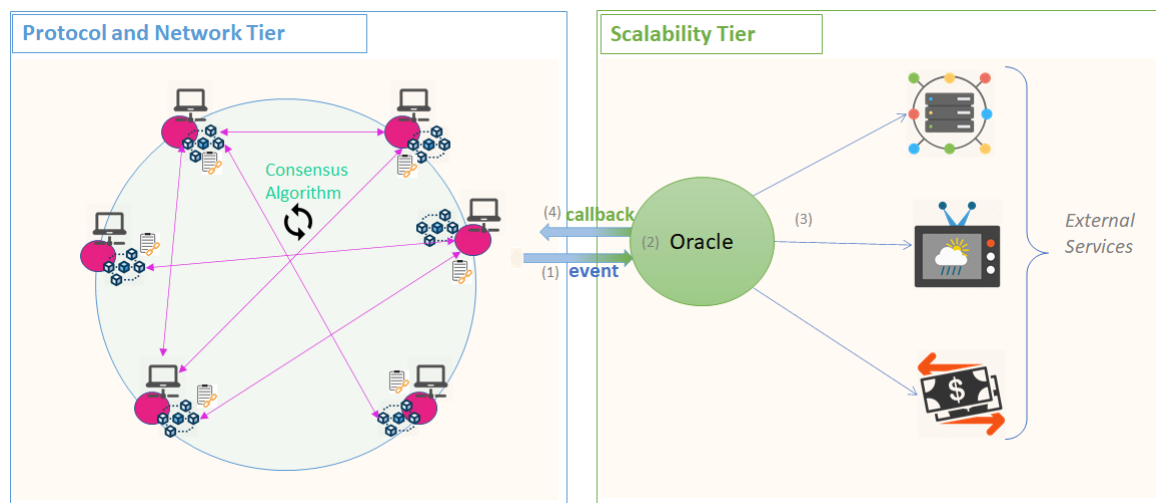 Protocol and Network Tier
Consensus
Algorithm
Scalability Tier
(4) callback
(1) event
(2) Oracle
(3)
External
Services
$